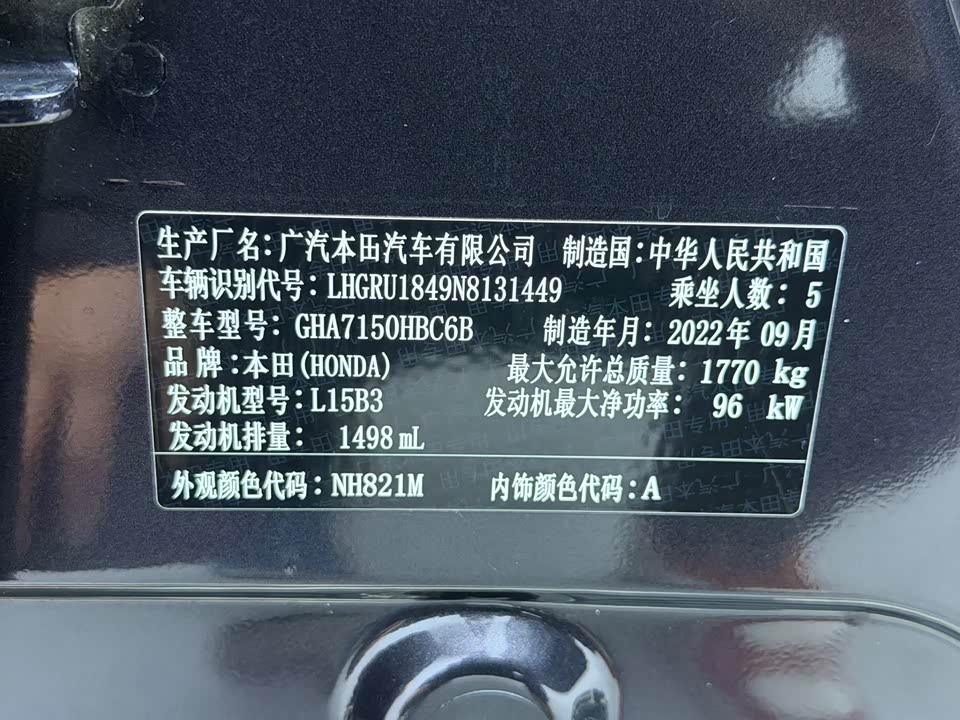 生产厂名：广汽本田汽车有限公司 制造国：中华人民共和国
车辆识别代号：LHGRU1849N8131449 乘坐人数：5
整车型号：GHA7150HBC6B 制造年月：2022年09月
品牌：本田(HONDA) 最大允许总质量：1770 kg
发动机型号：L15B3 发动机最大净功率：96 kW
发动机排量：1498 mL
外观颜色代码：NH821M 内饰颜色代码：A